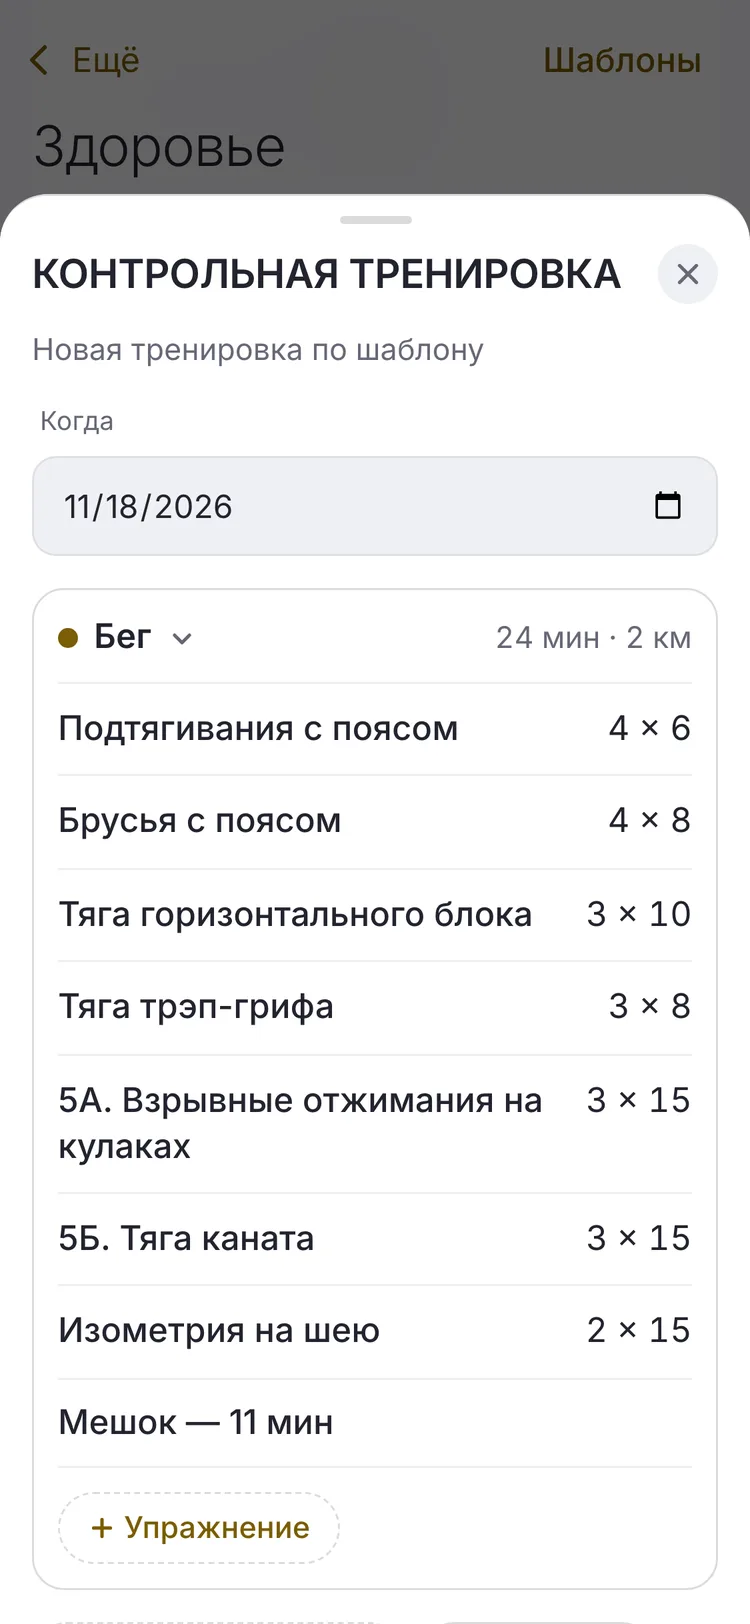 Ещё
Шаблоны
Здоровье
КОНТРОЛЬНАЯ ТРЕНИРОВКА
Новая тренировка по шаблону
Когда
11/18/2026
Бег
24 мин · 2 км
Подтягивания с поясом
4 × 6
Брусья с поясом
4 × 8
Тяга горизонтального блока
3 × 10
Тяга трэп-грифа
3 × 8
5А. Взрывные отжимания на
кулаках
3 × 15
5Б. Тяга каната
3 × 15
Изометрия на шею
2 × 15
Мешок — 11 мин
+ Упражнение